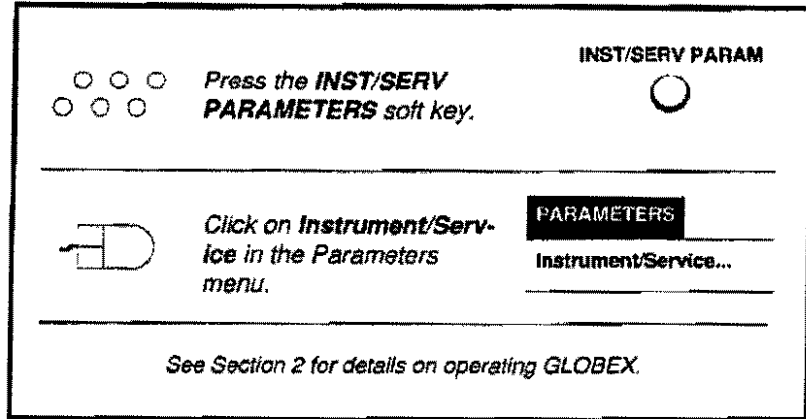 Press the INST/SERV
PARAMETERS soft key.
INST/SERV PARAM
Click on Instrument/Serv-
ice in the Parameters
menu.
PARAMETERS
Instrument/Service...
See Section 2 for details on operating GLOBEX.